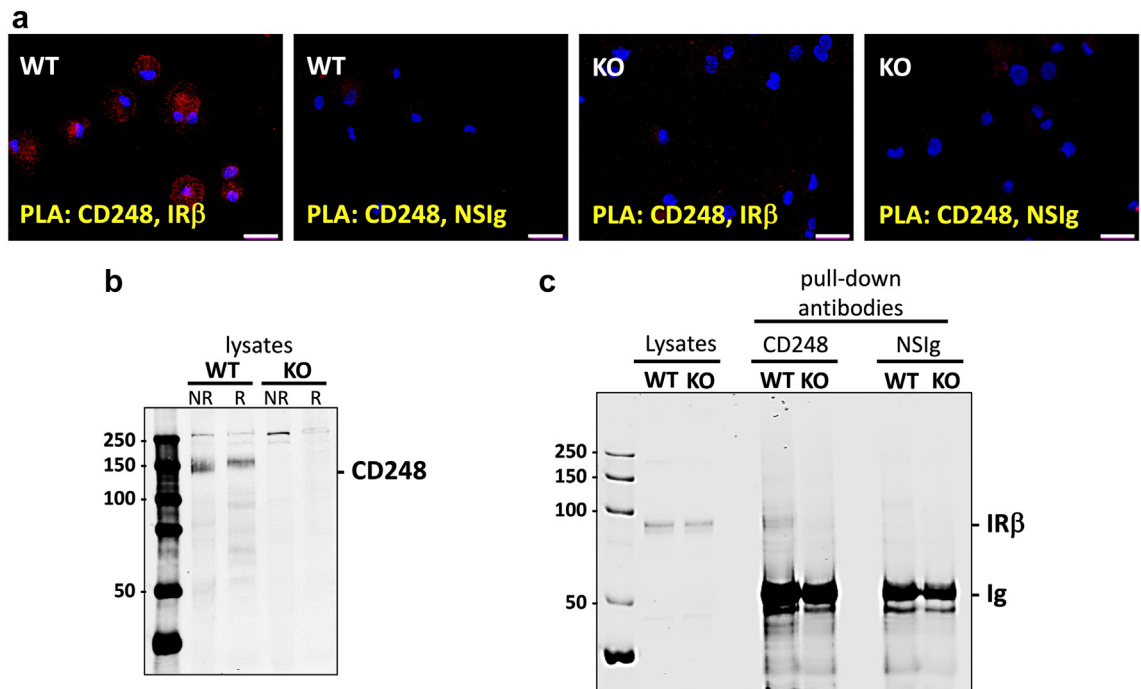 a
WT
PLA: CD248, IRβ
WT
PLA: CD248, NSIg
KO
PLA: CD248, IRβ
KO
PLA: CD248, NSIg
b
lysates
WT KO
NR R NR R
250
150
100
50
CD248
c
pull-down
antibodies
Lysates CD248 NSIg
WT KO WT KO WT KO
250
150
100
50
IRβ
Ig